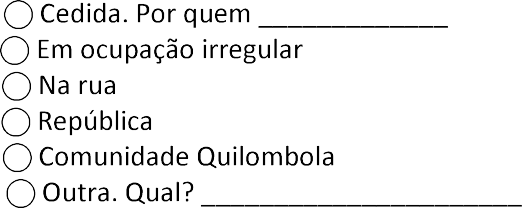 Cedida. Por quem _____________
Em ocupação irregular
Na rua
República
Comunidade Quilombola
Outra. Qual? ______________________